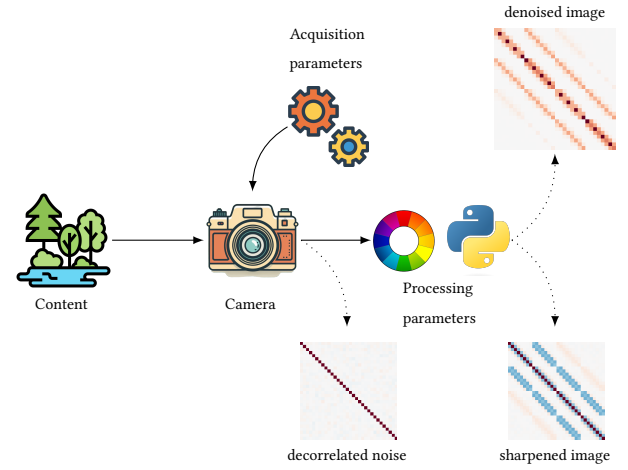 denoised image
Acquisition
parameters
Content
Camera
Processing
parameters
decorrelated noise
sharpened image